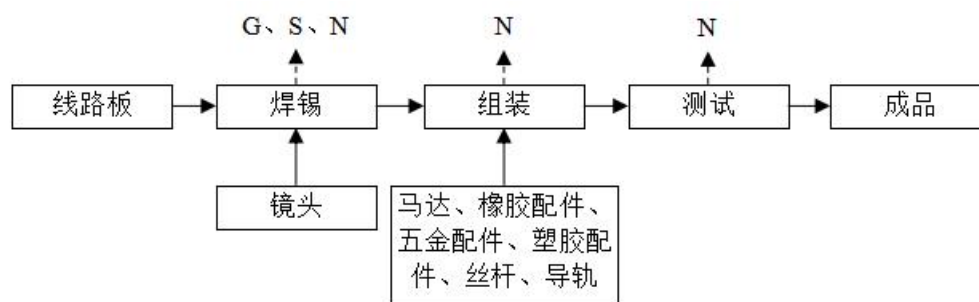 G、S、N
N
N
线路板
焊锡
组装
测试
成品
镜头
马达、橡胶配件、
五金配件、塑胶配
件、丝杆、导轨